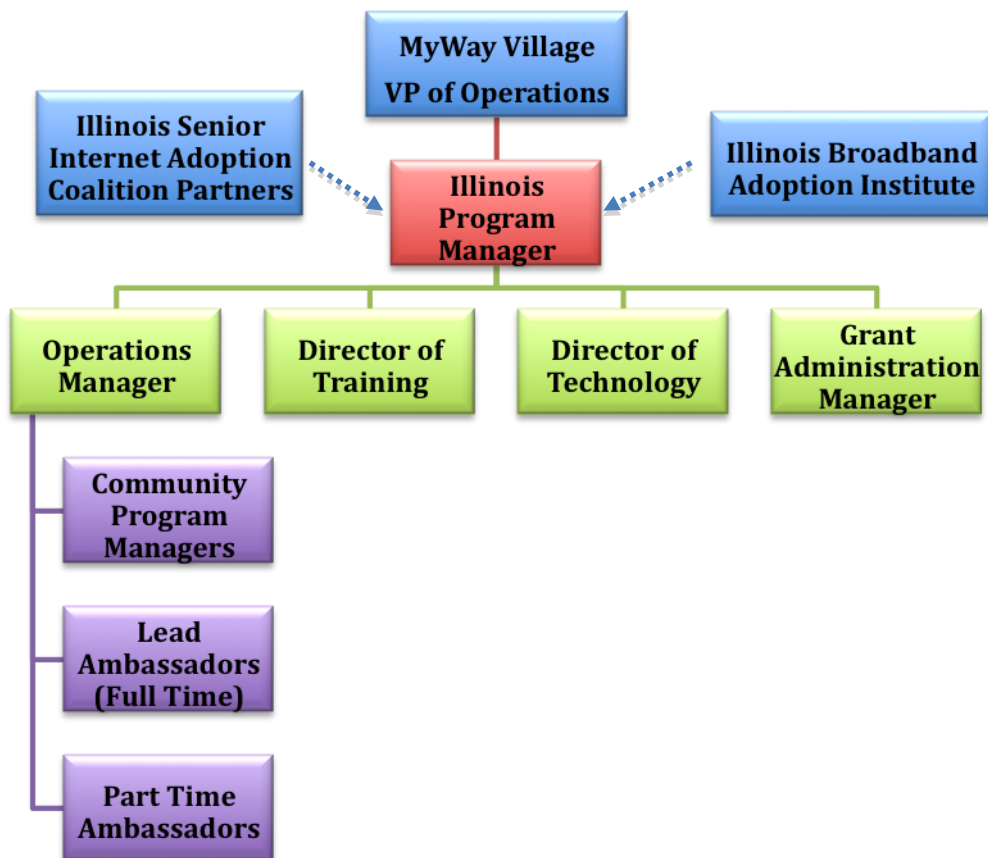 MyWay Village
VP of Operations
Illinois Senior
Internet Adoption
Coalition Partners
Illinois Broadband
Adoption Institute
Illinois
Program
Manager
Operations
Manager
Director of
Training
Director of
Technology
Grant
Administration
Manager
Community
Program
Managers
Lead
Ambassadors
(Full Time)
Part Time
Ambassadors